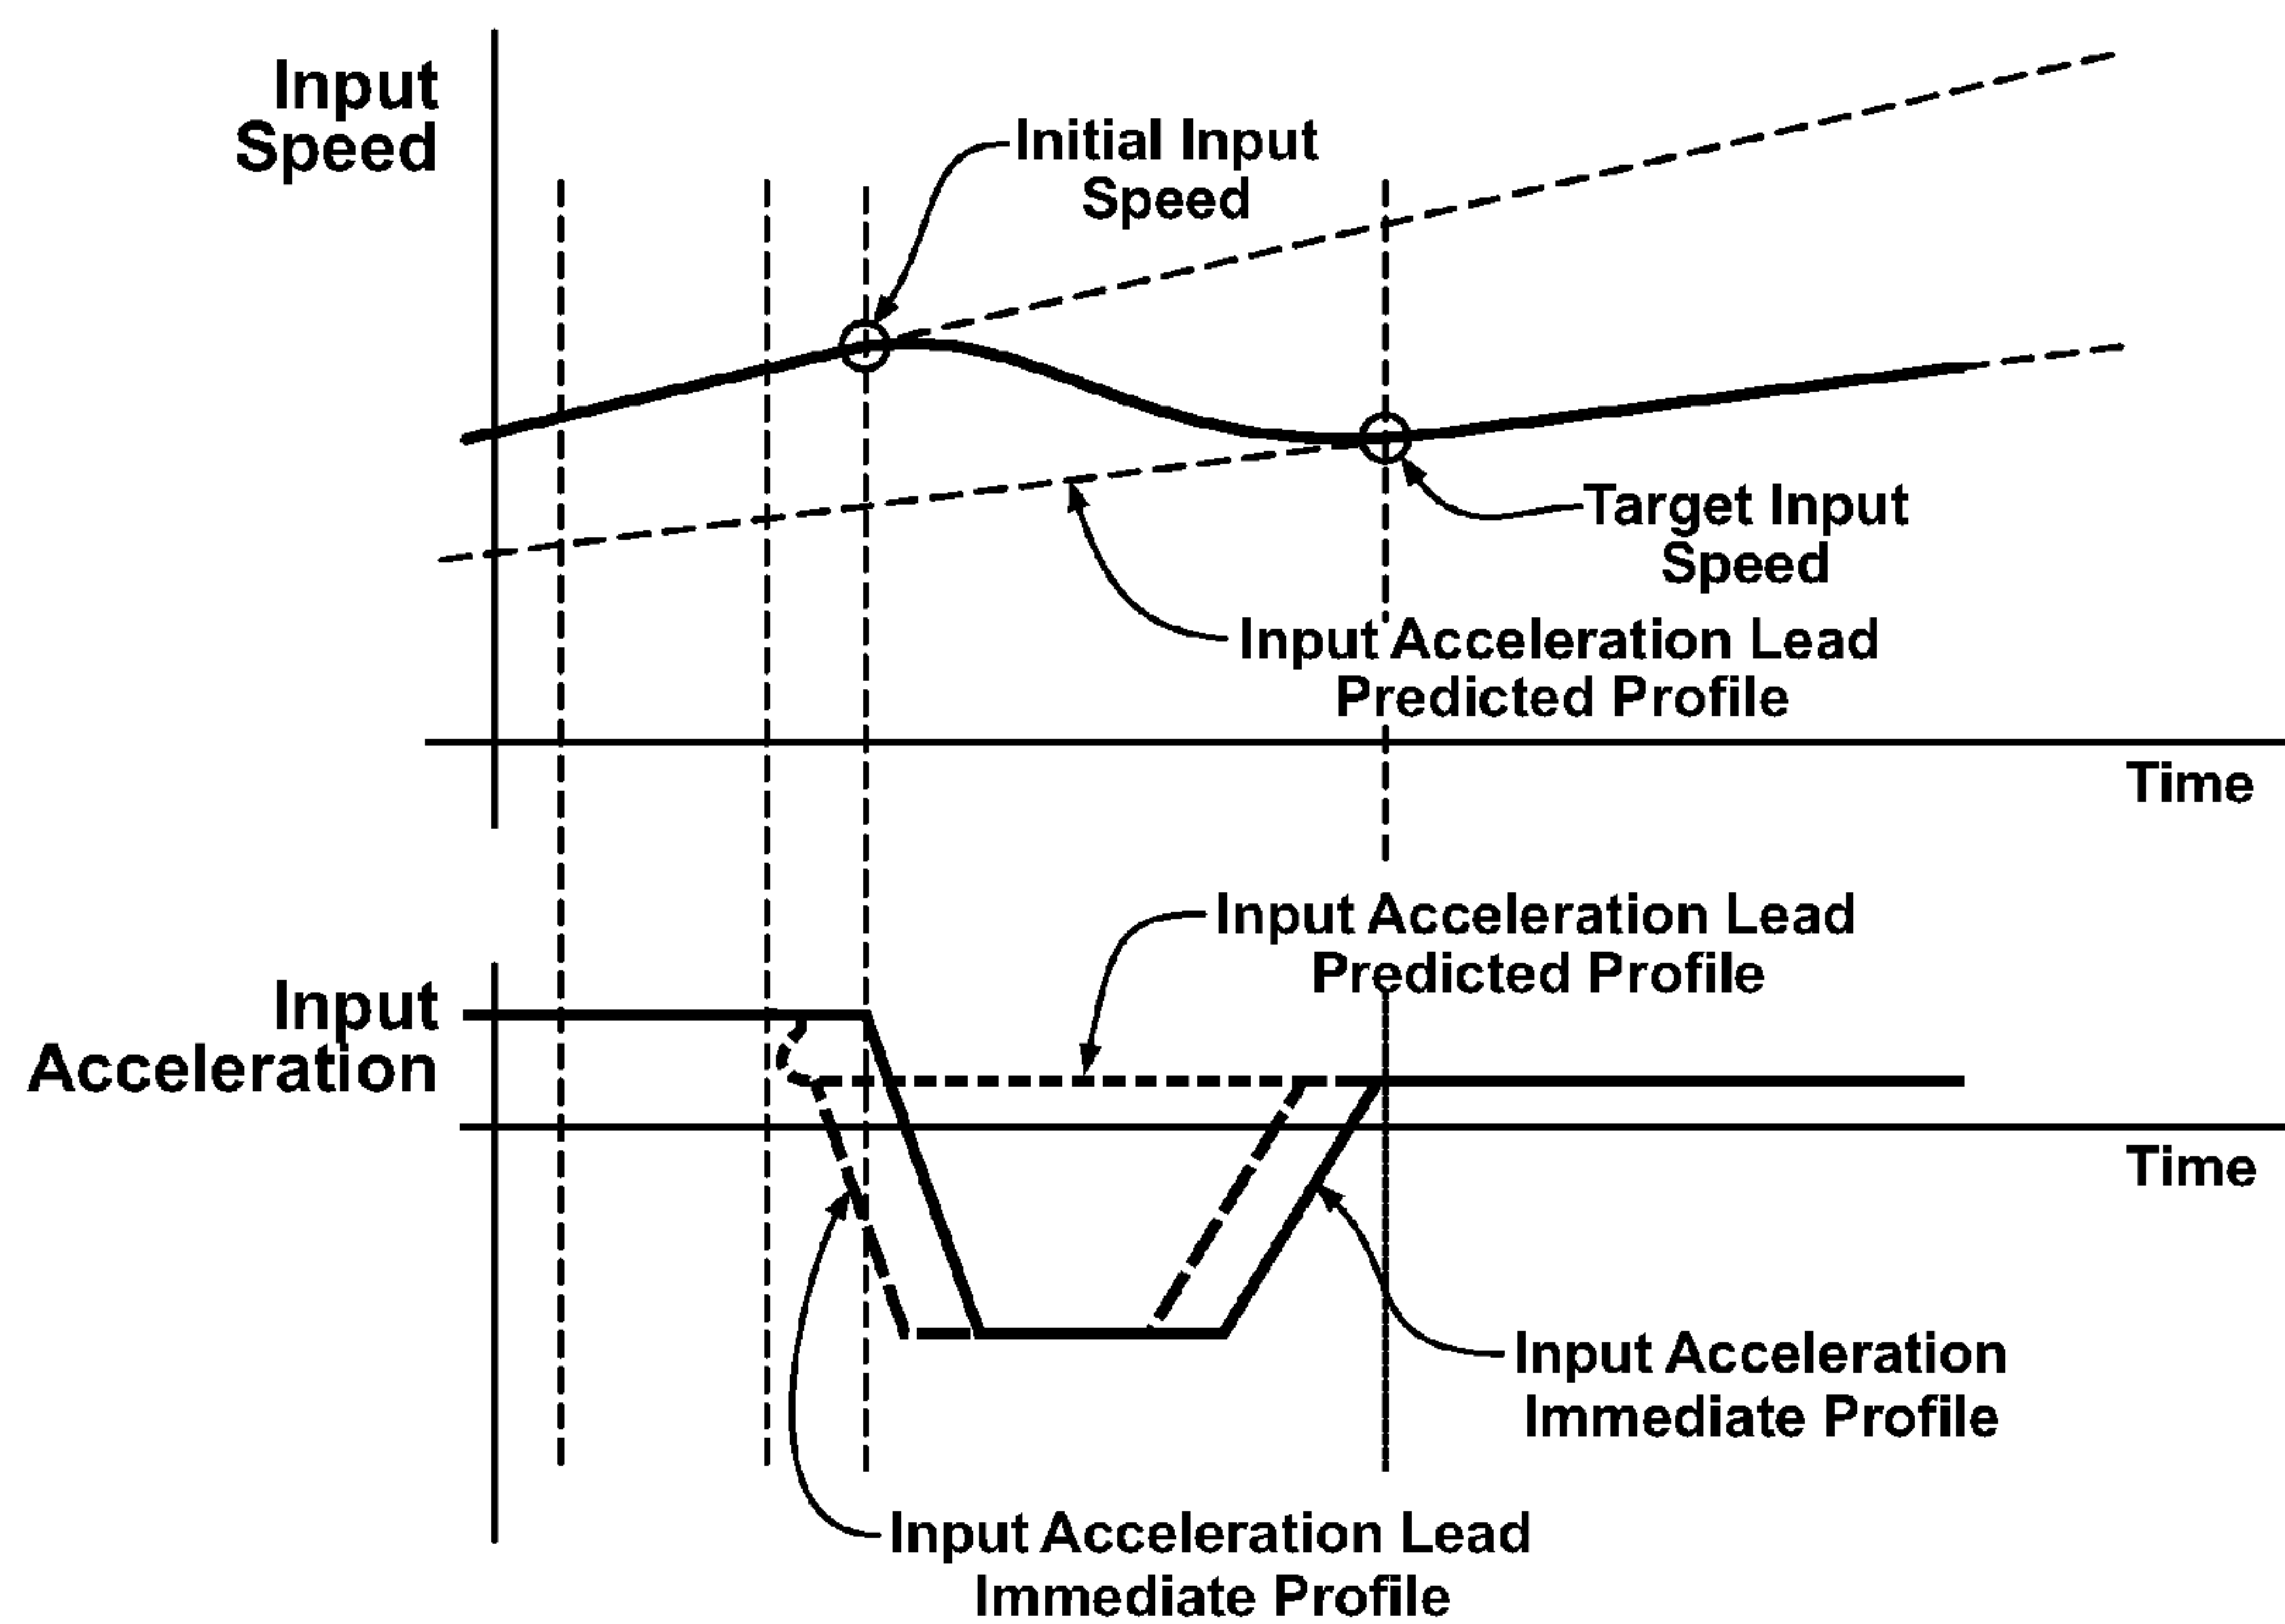 Input
Speed
Initial Input
Speed
Target Input
Speed
Input Acceleration Lead
Predicted Profile
Time
Input Acceleration Lead
Predicted Profile
Input
Acceleration
Time
Input Acceleration
Immediate Profile
Input Acceleration Lead
Immediate Profile